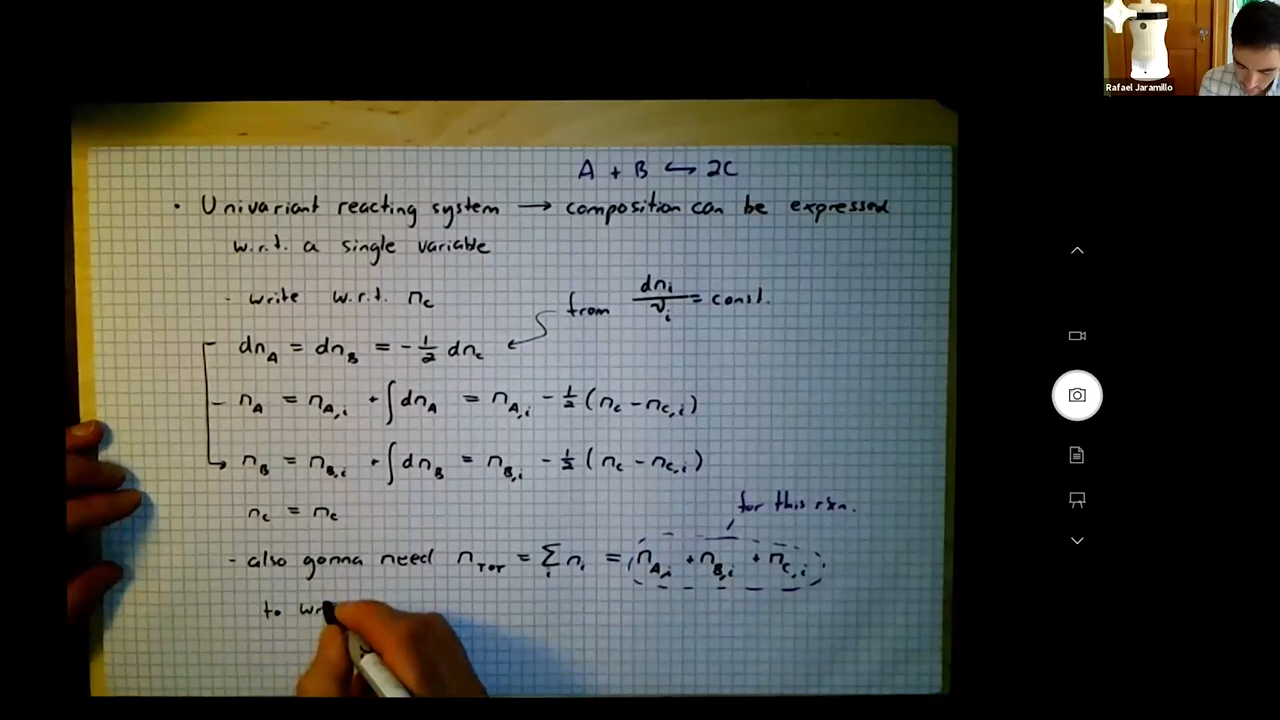 Rafael Jaramillo
A + B ↔ 2C
· Univariant reacting system → composition can be expressed
w.r.t. a single variable
- write w.r.t. n_c
from dn_i/ν_i = const.
dn_A = dn_B = -1/2 dn_c
n_A = n_A,i + ∫dn_A = n_A,i - 1/2 (n_c - n_c,i)
n_B = n_B,i + ∫dn_B = n_B,i - 1/2 (n_c - n_c,i)
n_c = n_c
for this rxn.
- also gonna need n_TOT = Σ_i n_i = n_A,i + n_B,i + n_C,i
to wr